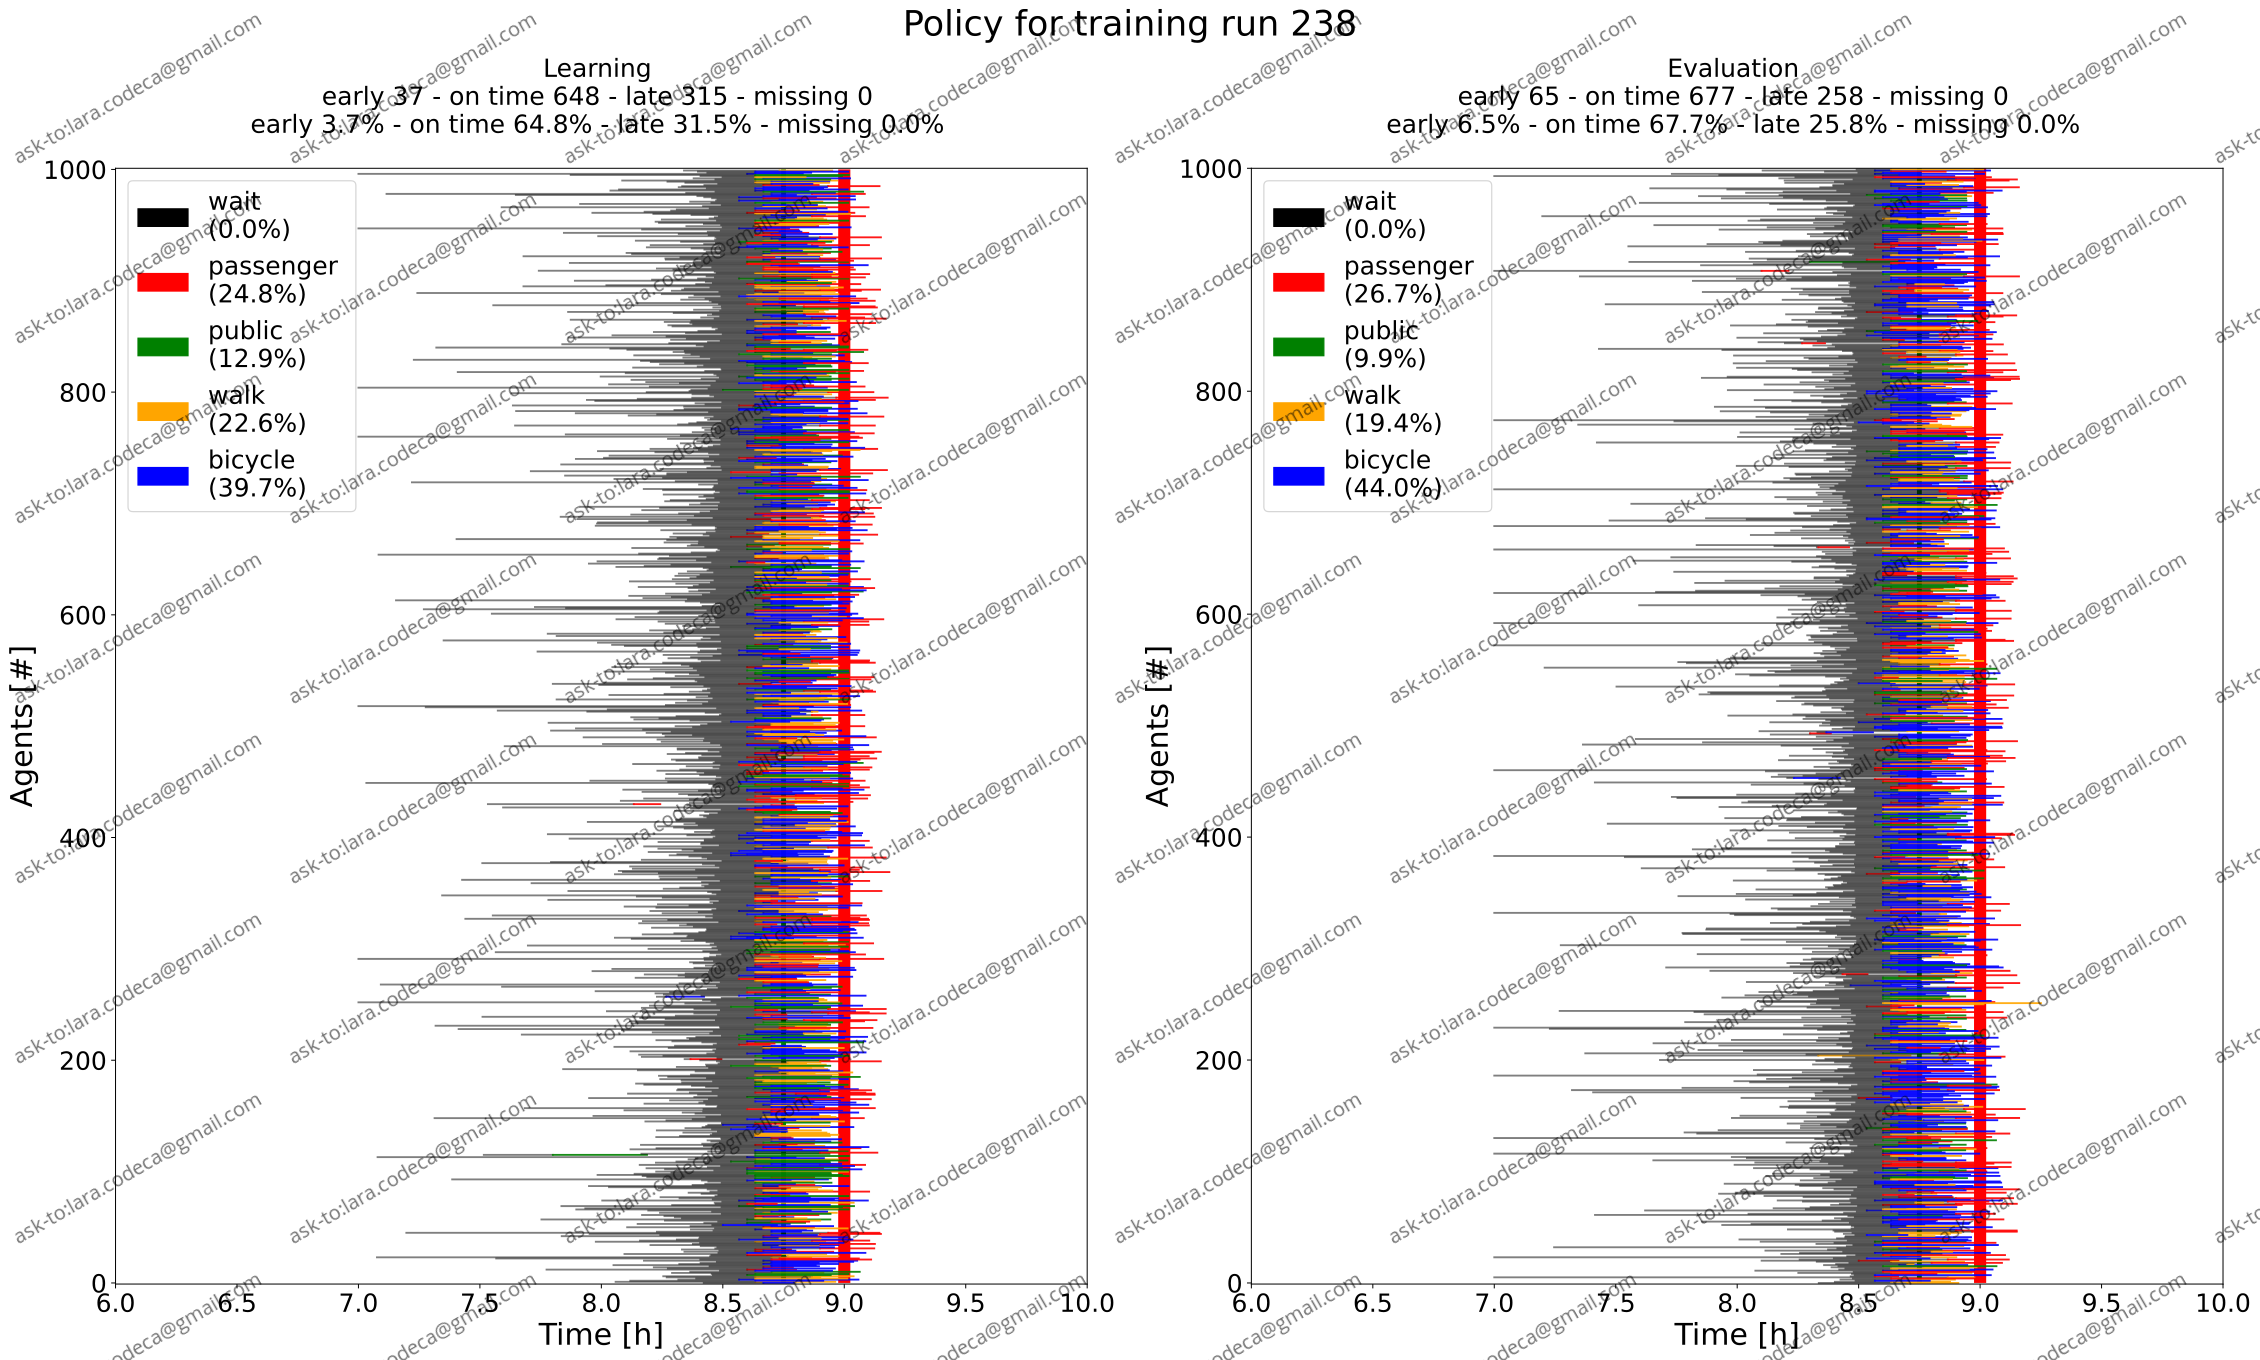 Policy for training run 238
Learning
early 37 - on time 648 - late 315 - missing 0
early 3.7% - on time 64.8% - late 31.5% - missing 0.0%
1000
800
600
400
200
0
Agents [#]
wait
(0.0%)
passenger
(24.8%)
public
(12.9%)
walk
(22.6%)
bicycle
(39.7%)
6.0 6.5 7.0 7.5 8.0 8.5 9.0 9.5 10.0
Time [h]
Evaluation
early 65 - on time 677 - late 258 - missing 0
early 6.5% - on time 67.7% - late 25.8% - missing 0.0%
1000
800
600
400
200
0
Agents [#]
wait
(0.0%)
passenger
(26.7%)
public
(9.9%)
walk
(19.4%)
bicycle
(44.0%)
6.0 6.5 7.0 7.5 8.0 8.5 9.0 9.5 10.0
Time [h]
ask-to:lara.codeca@gmail.com